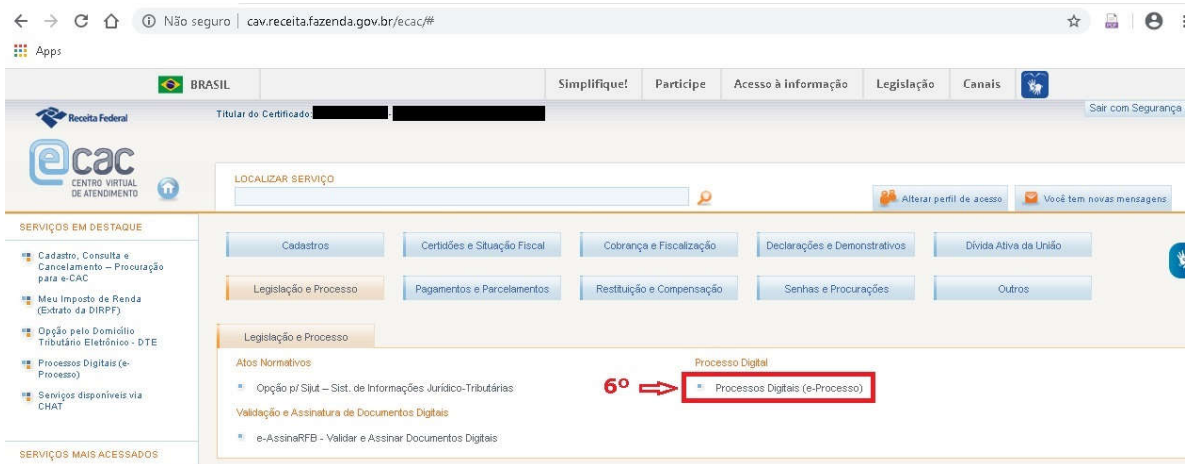 Não seguro | cav.receita.fazenda.gov.br/ecac/#
Apps
BRASIL Simplifique! Participe Acesso à informação Legislação Canais
Receita Federal Titular do Certificado: - Sair com Segurança
ecac
CENTRO VIRTUAL
DE ATENDIMENTO
LOCALIZAR SERVIÇO
Alterar perfil de acesso Você tem novas mensagens
SERVIÇOS EM DESTAQUE
Cadastro, Consulta e
Cancelamento – Procuração
para e-CAC
Meu Imposto de Renda
(Extrato da DIRPF)
Opção pelo Domicílio
Tributário Eletrônico - DTE
Processos Digitais (e-
Processo)
Serviços disponíveis via
CHAT
SERVIÇOS MAIS ACESSADOS
Cadastros Certidões e Situação Fiscal Cobrança e Fiscalização Declarações e Demonstrativos Dívida Ativa da União
Legislação e Processo Pagamentos e Parcelamentos Restituição e Compensação Senhas e Procurações Outros
Legislação e Processo
Atos Normativos
Opção p/ Sijut – Sist. de Informações Jurídico-Tributárias
Validação e Assinatura de Documentos Digitais
e-AssinaRFB - Validar e Assinar Documentos Digitais
Processo Digital
6º Processos Digitais (e-Processo)